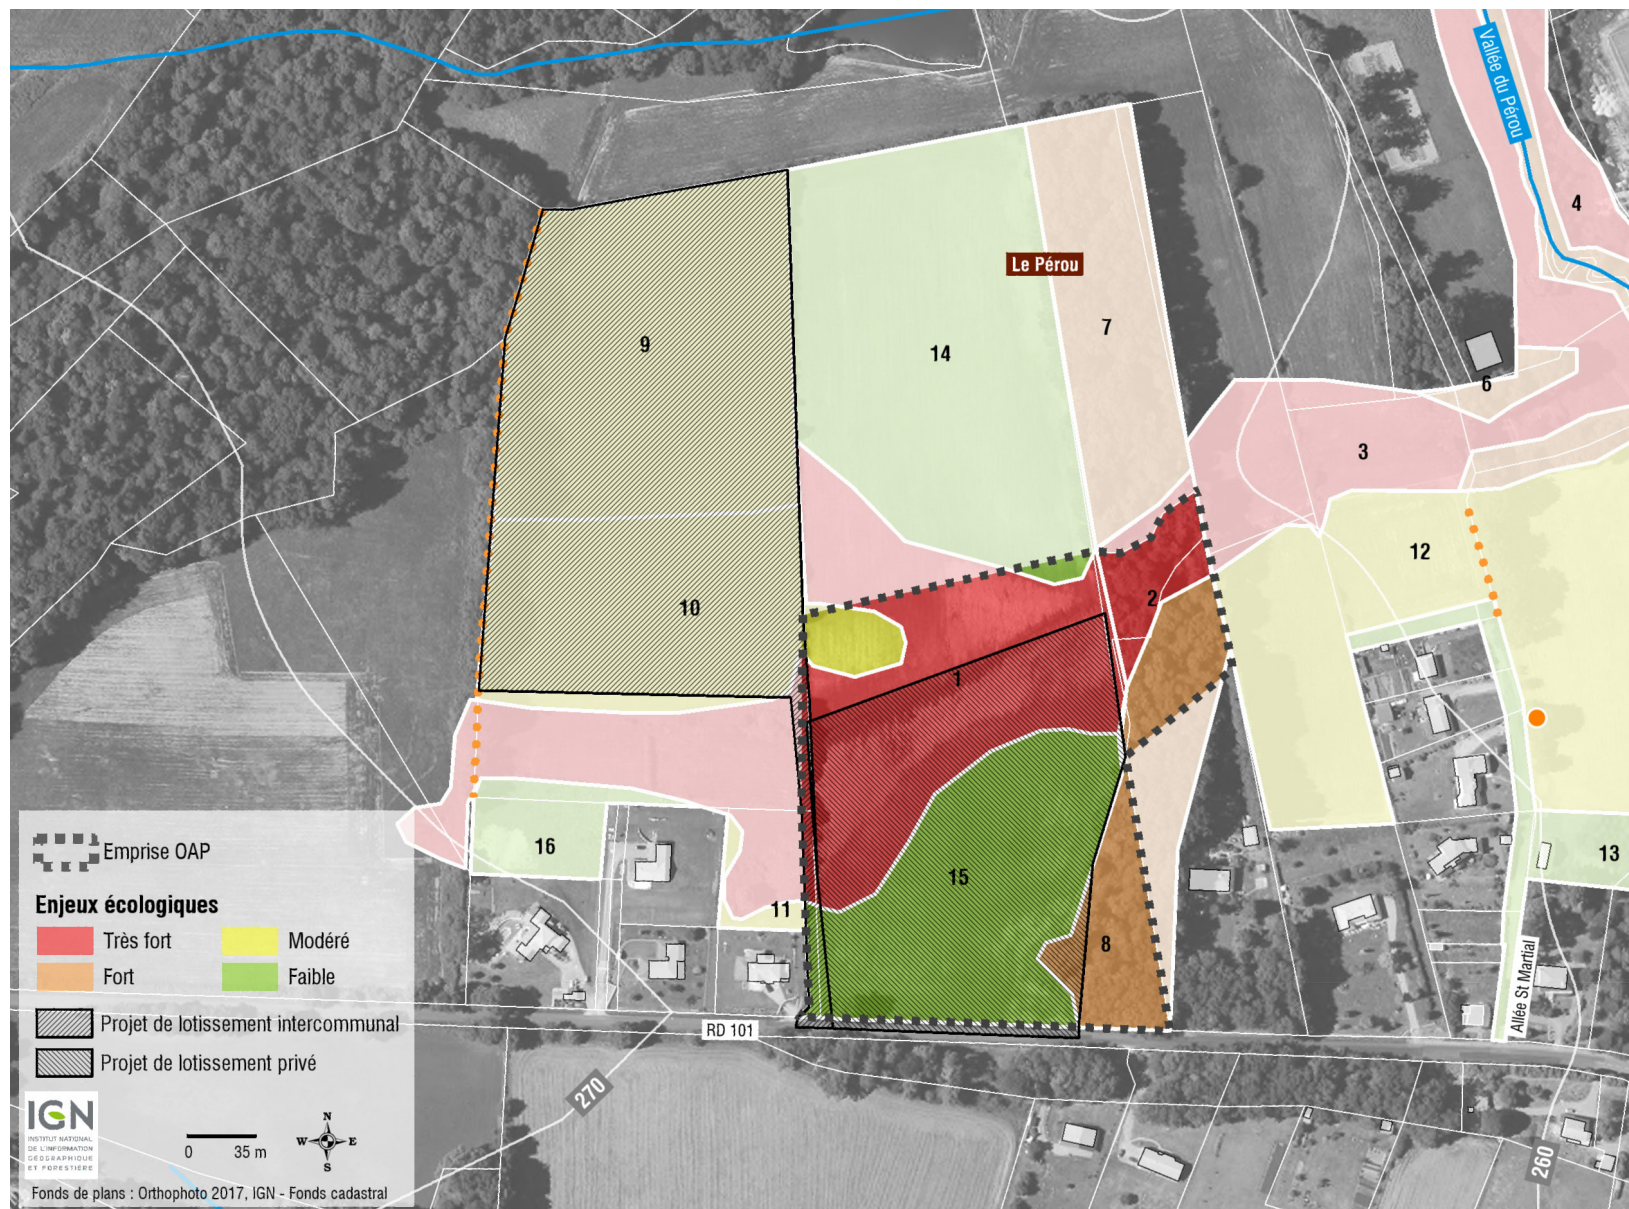 Vallée du Pérou
4
Le Pérou
9
14
7
6
3
12
10
2
1
16
15
13
11
8
Allée St Martial
RD 101
270
260
Emprise OAP
Enjeux écologiques
Très fort
Modéré
Fort
Faible
Projet de lotissement intercommunal
Projet de lotissement privé
IGN
INSTITUT NATIONAL
DE L'INFORMATION
GÉOGRAPHIQUE
ET FORESTIÈRE
0 35 m
N
W E
S
Fonds de plans : Orthophoto 2017, IGN - Fonds cadastral